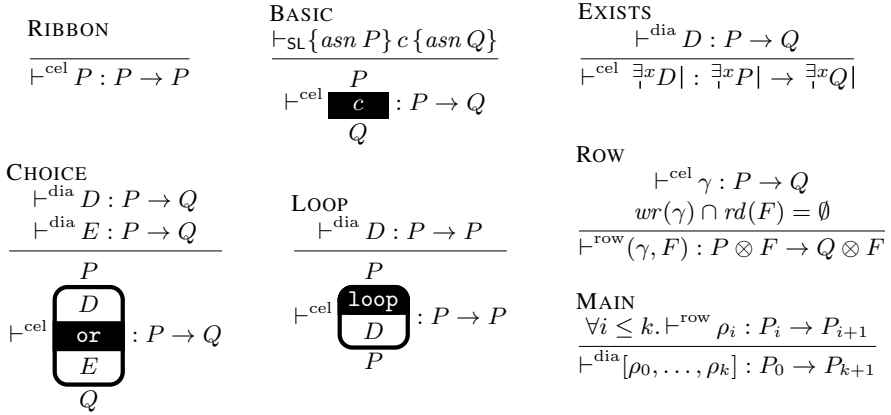 RIBBON
⊢cel P : P → P
BASIC
⊢SL {asn P} c {asn Q}
P
⊢cel c : P → Q
Q
EXISTS
⊢dia D : P → Q
⊢cel ∃x D| : ∃x P| → ∃x Q|
CHOICE
⊢dia D : P → Q
⊢dia E : P → Q
P
D
⊢cel or : P → Q
E
Q
LOOP
⊢dia D : P → P
P
⊢cel loop : P → P
D
P
ROW
⊢cel γ : P → Q
wr(γ) ∩ rd(F) = ∅
⊢row (γ, F) : P ⊗ F → Q ⊗ F
MAIN
∀i ≤ k. ⊢row ρi : Pi → Pi+1
⊢dia [ρ0, . . . , ρk] : P0 → Pk+1